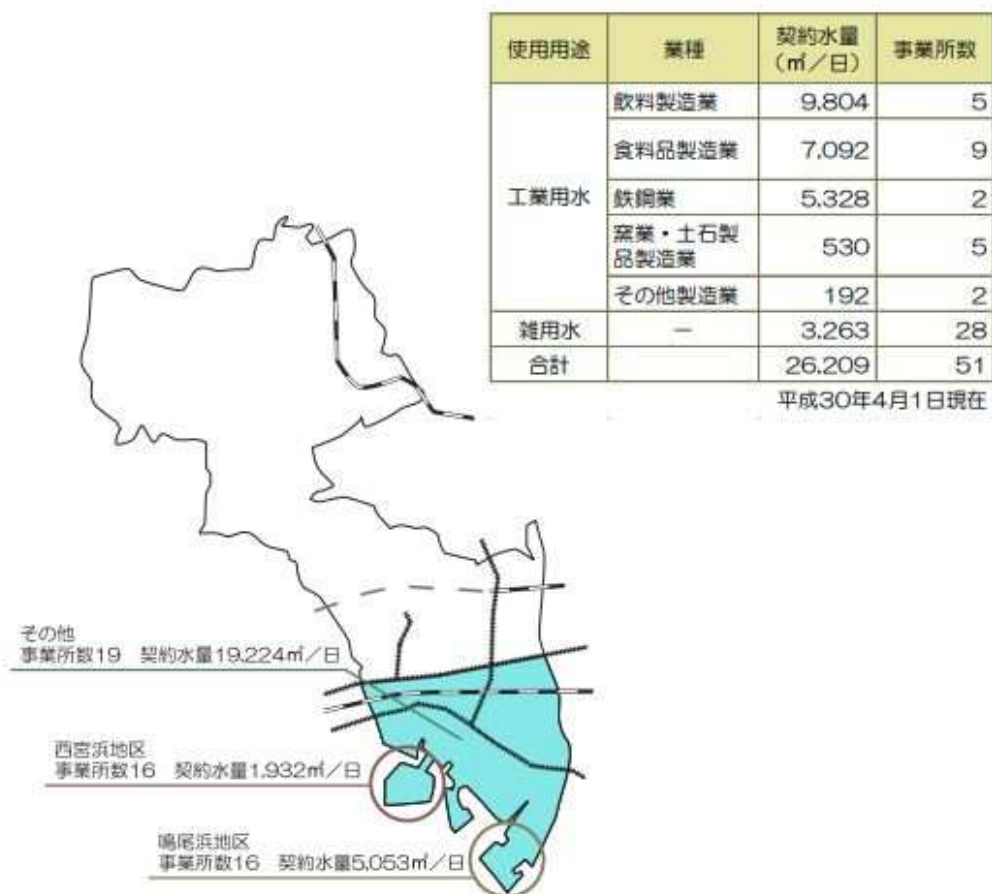 使用用途 業種 契約水量 事業所数
(㎥／日)
工業用水
飲料製造業 9,804 5
食料品製造業 7,092 9
鉄鋼業 5,328 2
窯業・土石製
品製造業 530 5
その他製造業 192 2
雑用水 － 3,263 28
合計 26,209 51
平成30年4月1日現在
その他
事業所数19 契約水量19,224㎥／日
西宮浜地区
事業所数16 契約水量1,932㎥／日
鳴尾浜地区
事業所数16 契約水量5,053㎥／日